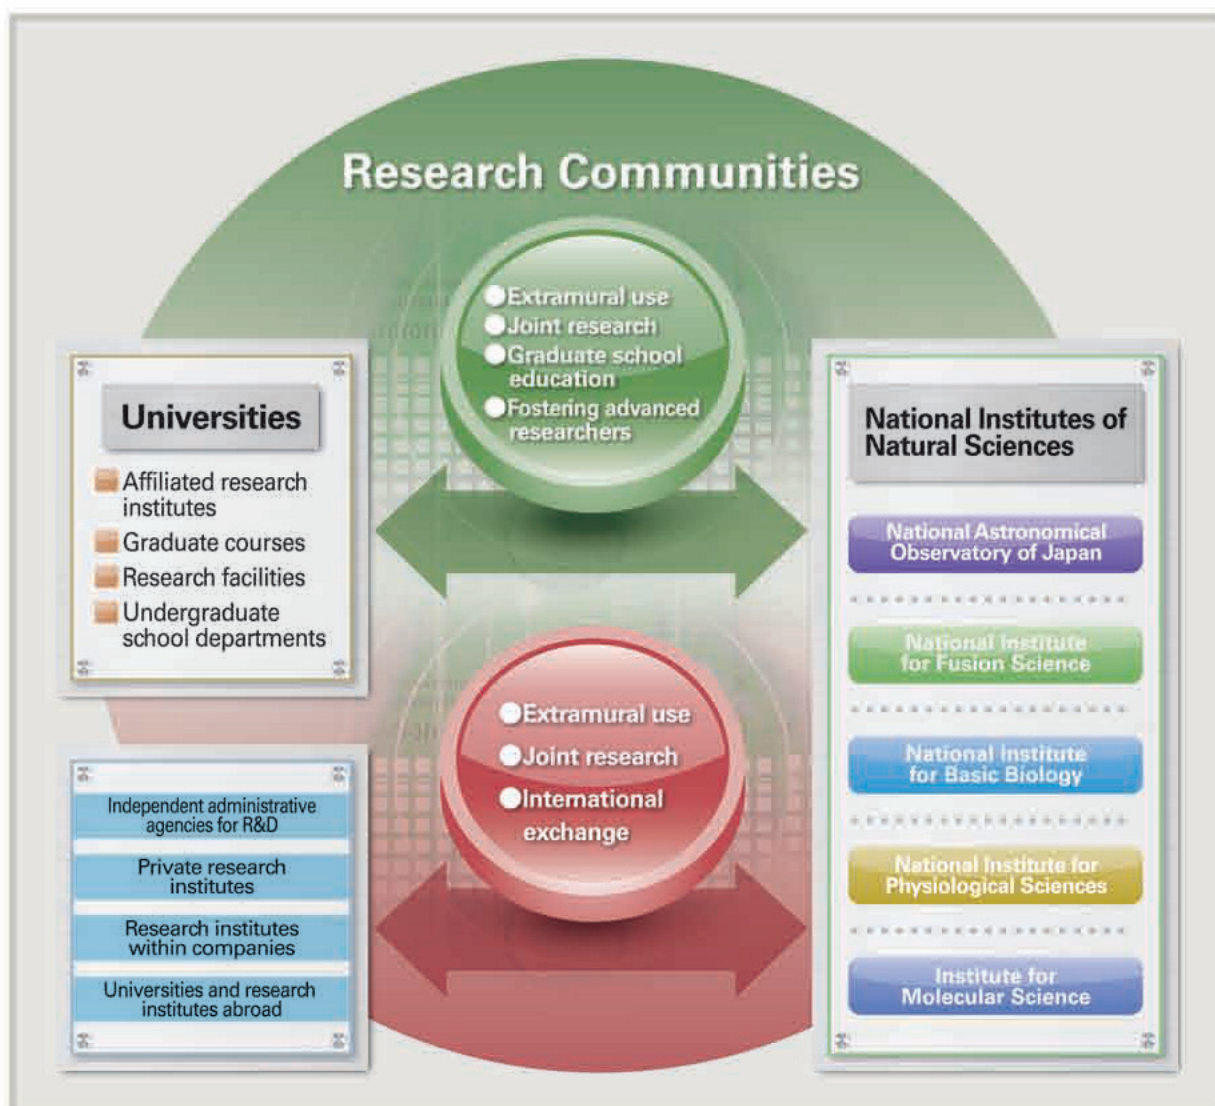 Research Communities
Extramural use
Joint research
Graduate school
education
Fostering advanced
researchers
Universities
Affiliated research
institutes
Graduate courses
Research facilities
Undergraduate
school departments
National Institutes of
Natural Sciences
National Astronomical
Observatory of Japan
National Institute
for Fusion Science
National Institute
for Basic Biology
National Institute for
Physiological Sciences
Institute for
Molecular Science
Extramural use
Joint research
International
exchange
Independent administrative
agencies for R&D
Private research
institutes
Research institutes
within companies
Universities and research
institutes abroad